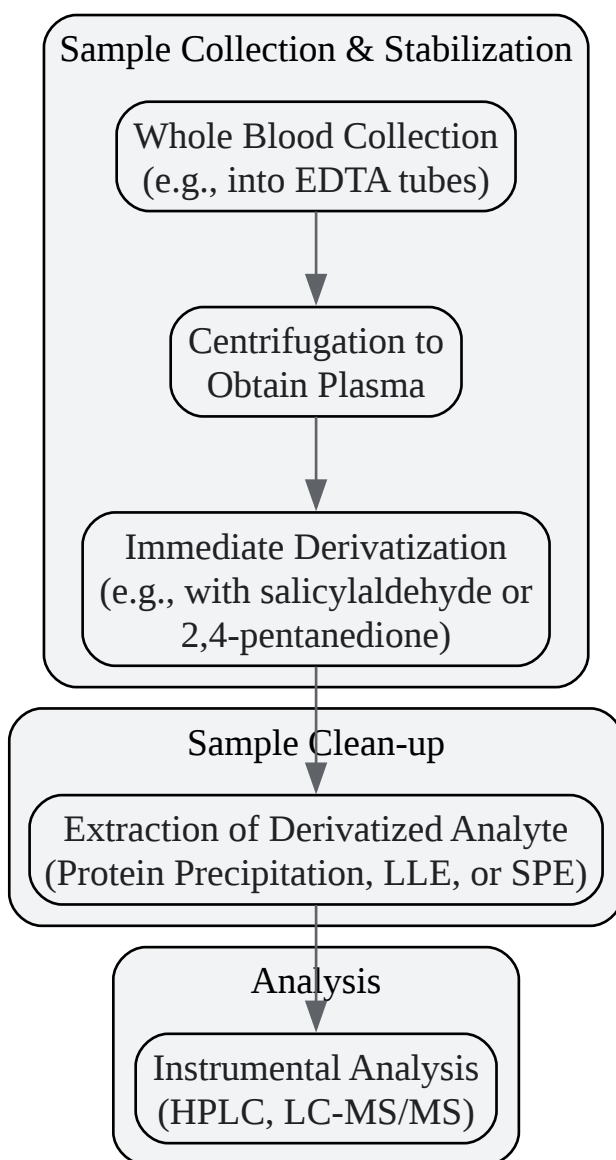 Sample Collection & Stabilization
Whole Blood Collection
(e.g., into EDTA tubes)
Centrifugation to
Obtain Plasma
Immediate Derivatization
(e.g., with salicylaldehyde or
2,4-pentanedione)
Sample Clean-up
Extraction of Derivatized Analyte
(Protein Precipitation, LLE, or SPE)
Analysis
Instrumental Analysis
(HPLC, LC-MS/MS)